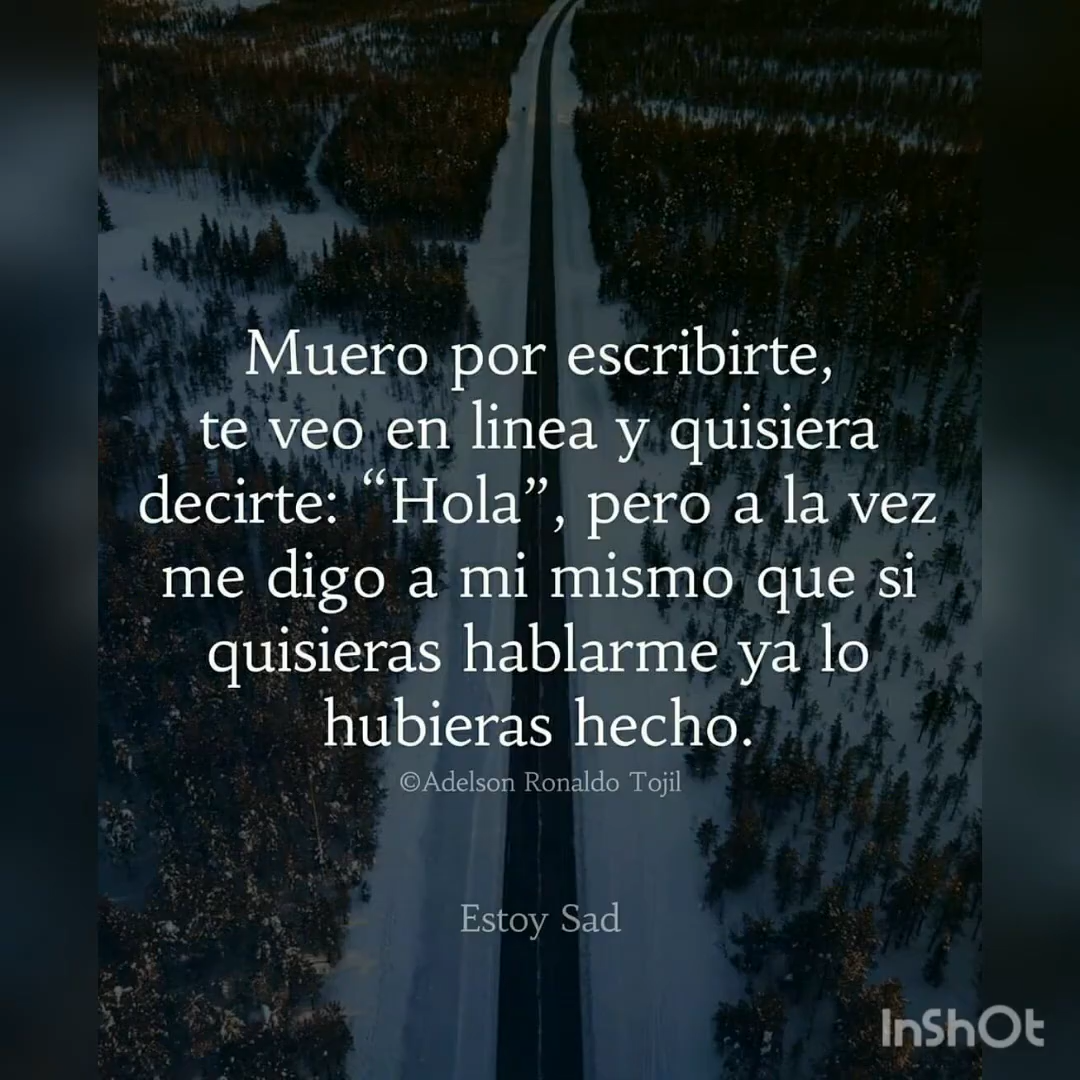 Muero por escribirte,
te veo en linea y quisiera
decirte: “Hola”, pero a la vez
me digo a mi mismo que si
quisieras hablarme ya lo
hubieras hecho.
©Adelson Ronaldo Tojil
Estoy Sad
InShOt